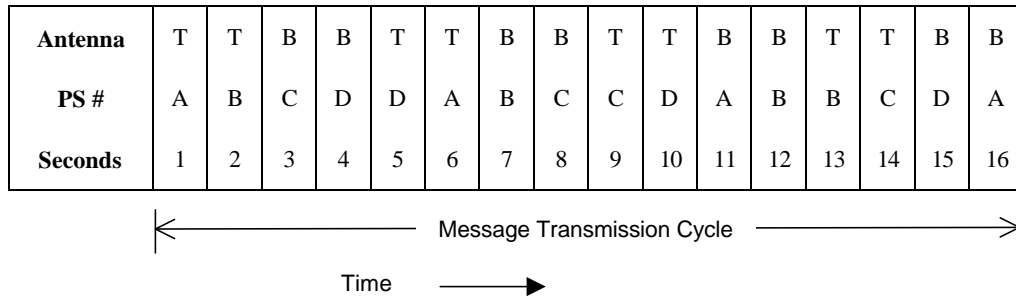 Antenna T T B B T T B B T T B B T T B B
PS # A B C D D A B C C D A B B C D A
Seconds 1 2 3 4 5 6 7 8 9 10 11 12 13 14 15 16
Message Transmission Cycle
Time